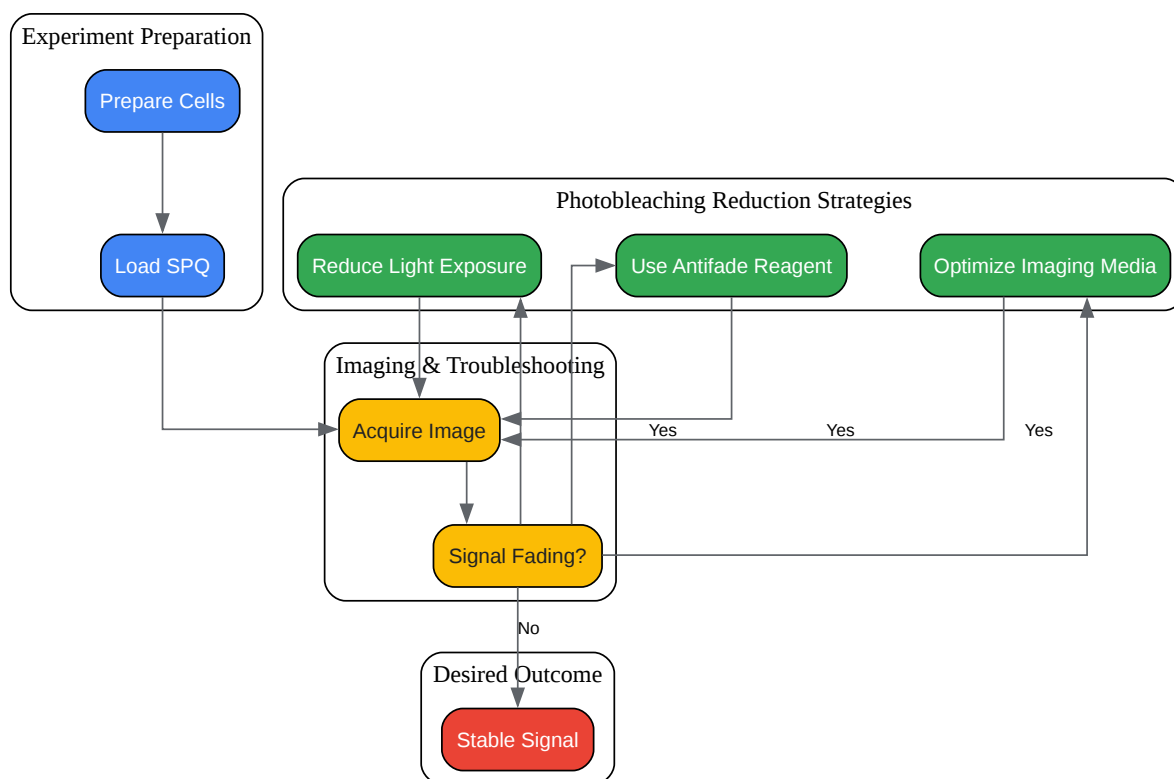 Experiment Preparation
Prepare Cells
Load SPQ
Photobleaching Reduction Strategies
Reduce Light Exposure
Use Antifade Reagent
Optimize Imaging Media
Imaging & Troubleshooting
Acquire Image
Yes
Yes
Yes
Signal Fading?
No
Desired Outcome
Stable Signal